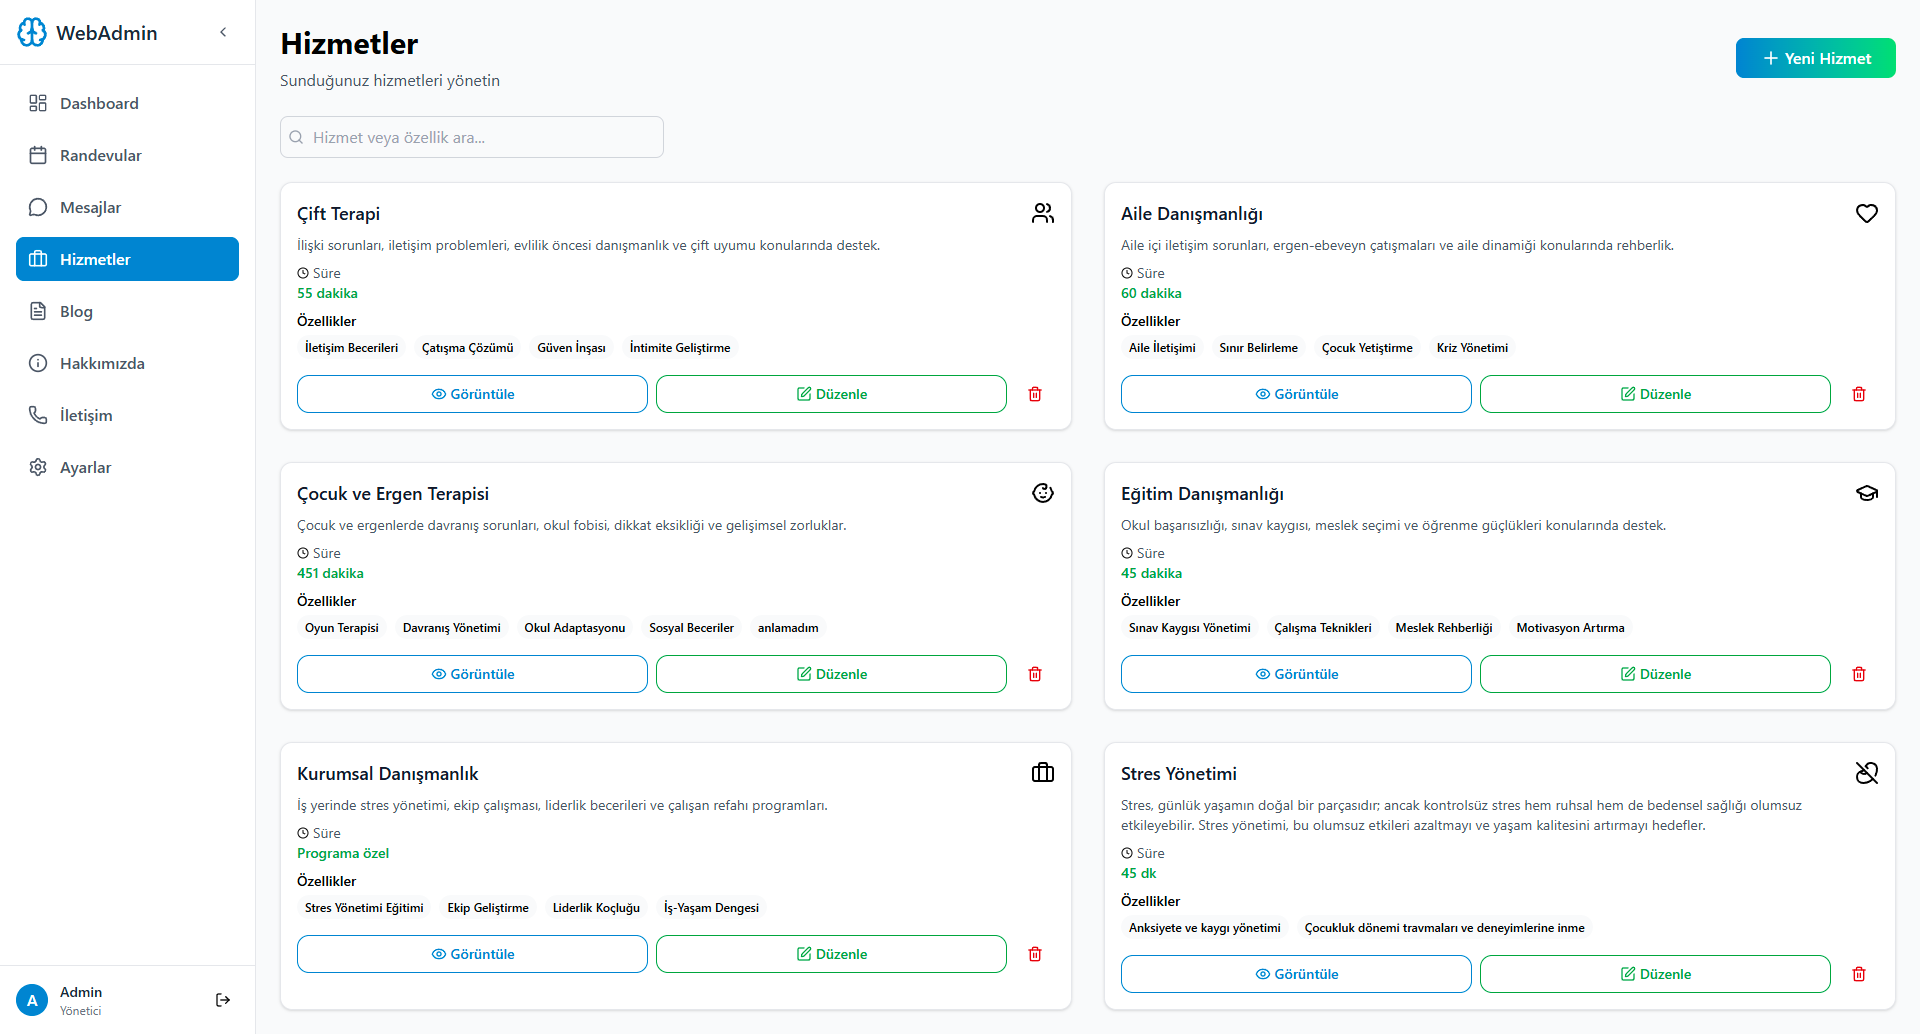 WebAdmin
Dashboard
Randevular
Mesajlar
Hizmetler
Blog
Hakkımızda
İletişim
Ayarlar
A
Admin
Yönetici
Hizmetler
Sunduğunuz hizmetleri yönetin
Yeni Hizmet
Hizmet veya özellik ara...
Çift Terapi
İlişki sorunları, iletişim problemleri, evlilik öncesi danışmanlık ve çift uyumu konularında destek.
Süre
55 dakika
Özellikler
İletişim Becerileri Çatışma Çözümü Güven İnşası İntimite Geliştirme
Görüntüle Düzenle
Aile Danışmanlığı
Aile içi iletişim sorunları, ergen-ebeveyn çatışmaları ve aile dinamiği konularında rehberlik.
Süre
60 dakika
Özellikler
Aile İletişimi Sınır Belirleme Çocuk Yetiştirme Kriz Yönetimi
Görüntüle Düzenle
Çocuk ve Ergen Terapisi
Çocuk ve ergenlerde davranış sorunları, okul fobisi, dikkat eksikliği ve gelişimsel zorluklar.
Süre
451 dakika
Özellikler
Oyun Terapisi Davranış Yönetimi Okul Adaptasyonu Sosyal Beceriler anlamadım
Görüntüle Düzenle
Eğitim Danışmanlığı
Okul başarısızlığı, sınav kaygısı, meslek seçimi ve öğrenme güçlükleri konularında destek.
Süre
45 dakika
Özellikler
Sınav Kaygısı Yönetimi Çalışma Teknikleri Meslek Rehberliği Motivasyon Artırma
Görüntüle Düzenle
Kurumsal Danışmanlık
İş yerinde stres yönetimi, ekip çalışması, liderlik becerileri ve çalışan refahı programları.
Süre
Programa özel
Özellikler
Stres Yönetimi Eğitimi Ekip Geliştirme Liderlik Koçluğu İş-Yaşam Dengesi
Görüntüle Düzenle
Stres Yönetimi
Stres, günlük yaşamın doğal bir parçasıdır; ancak kontrolsüz stres hem ruhsal hem de bedensel sağlığı olumsuz
etkileyebilir. Stres yönetimi, bu olumsuz etkileri azaltmayı ve yaşam kalitesini artırmayı hedefler.
Süre
45 dk
Özellikler
Anksiyete ve kaygı yönetimi Çocukluk dönemi travmaları ve deneyimlerine inme
Görüntüle Düzenle